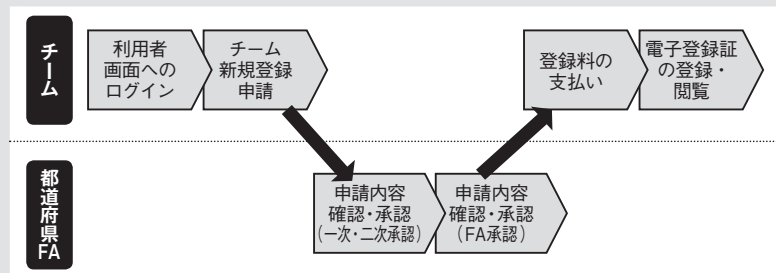 チーム
利用者
画面への
ログイン
チーム
新規登録
申請
登録料の
支払い
電子登録証
の登録・
閲覧
都道府県FA
申請内容
確認・承認
(一次・二次承認)
申請内容
確認・承認
(FA承認)